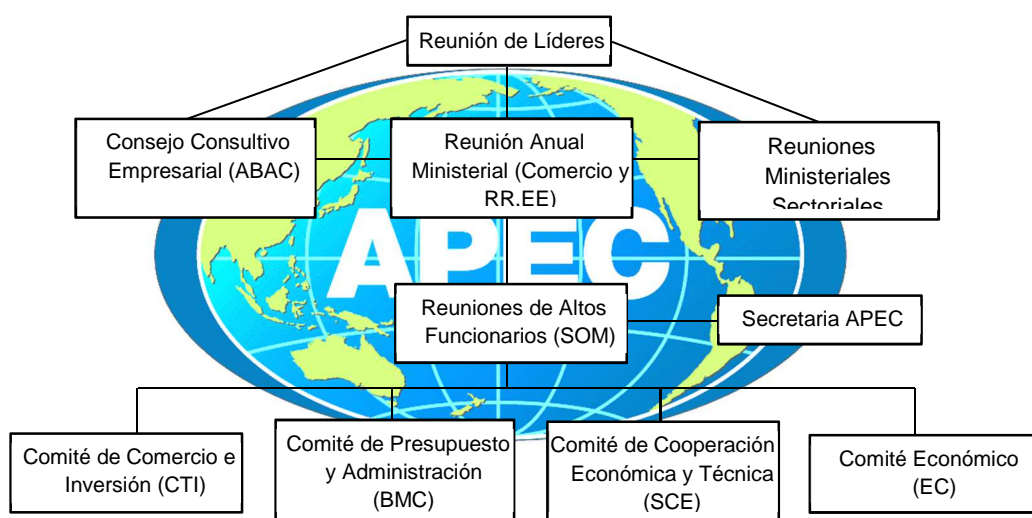 Reunión de Líderes
Consejo Consultivo
Empresarial (ABAC)
Reunión Anual
Ministerial (Comercio y
RR.EE)
Reuniones
Ministeriales
Sectoriales
APEC
Reuniones de Altos
Funcionarios (SOM)
Secretaria APEC
Comité de Comercio e
Inversión (CTI)
Comité de Presupuesto
y Administración
(BMC)
Comité de Cooperación
Económica y Técnica
(SCE)
Comité Económico
(EC)